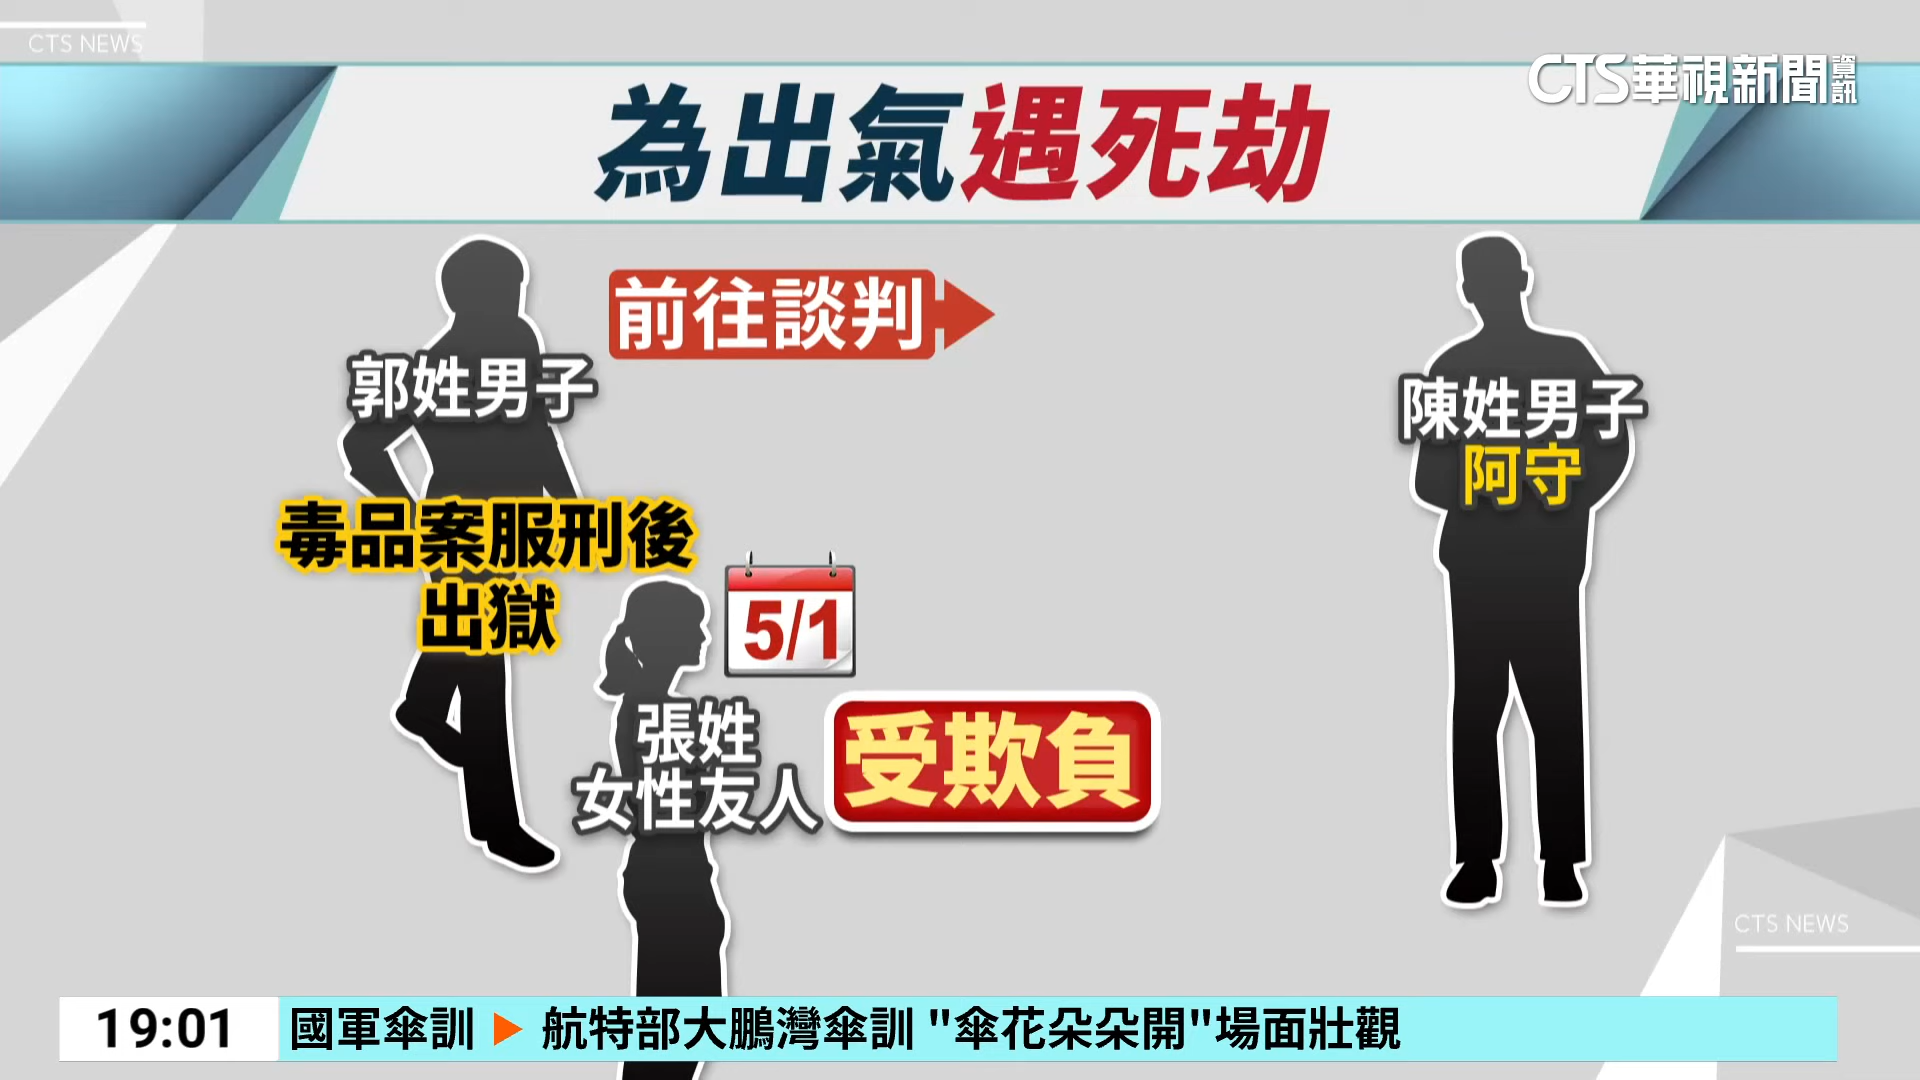 CTS NEWS
CTS華視新聞資訊
為出氣遇死劫
前往談判
郭姓男子
陳姓男子
阿守
毒品案服刑後
出獄
5/1
張姓
女性友人
受欺負
CTS NEWS
19:01
國軍傘訓 ▶ 航特部大鵬灣傘訓 "傘花朵朵開"場面壯觀